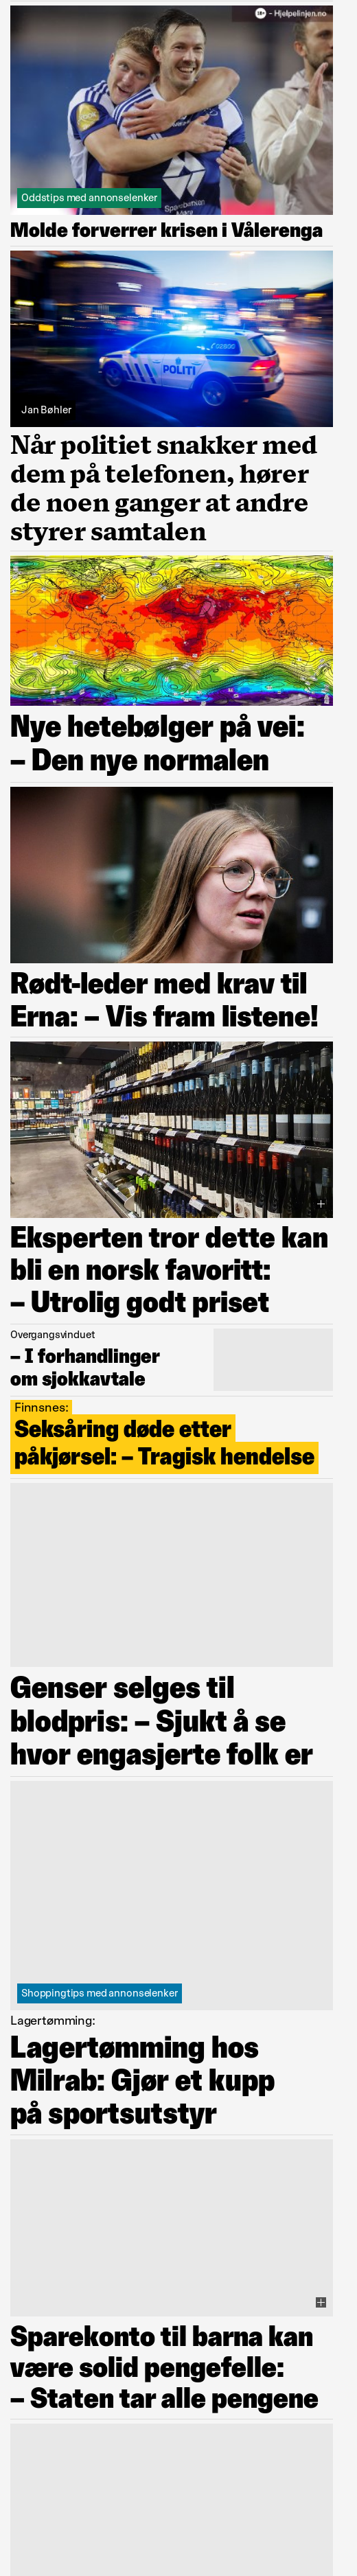 18+ - Hjelpelinjen.no
Oddstips med annonselenker
Molde forverrer krisen i Vålerenga
POLITI
Jan Bøhler
Når politiet snakker med
dem på telefonen, hører
de noen ganger at andre
styrer samtalen
Nye hetebølger på vei:
– Den nye normalen
Rødt-leder med krav til
Erna: – Vis fram listene!
Eksperten tror dette kan
bli en norsk favoritt:
– Utrolig godt priset
Overgangsvinduet
– I forhandlinger
om sjokkavtale
Finnsnes:
Seksåring døde etter
påkjørsel: – Tragisk hendelse
Genser selges til
blodpris: – Sjukt å se
hvor engasjerte folk er
Shoppingtips med annonselenker
Lagertømming:
Lagertømming hos
Milrab: Gjør et kupp
på sportsutstyr
Sparekonto til barna kan
være solid pengefelle:
– Staten tar alle pengene